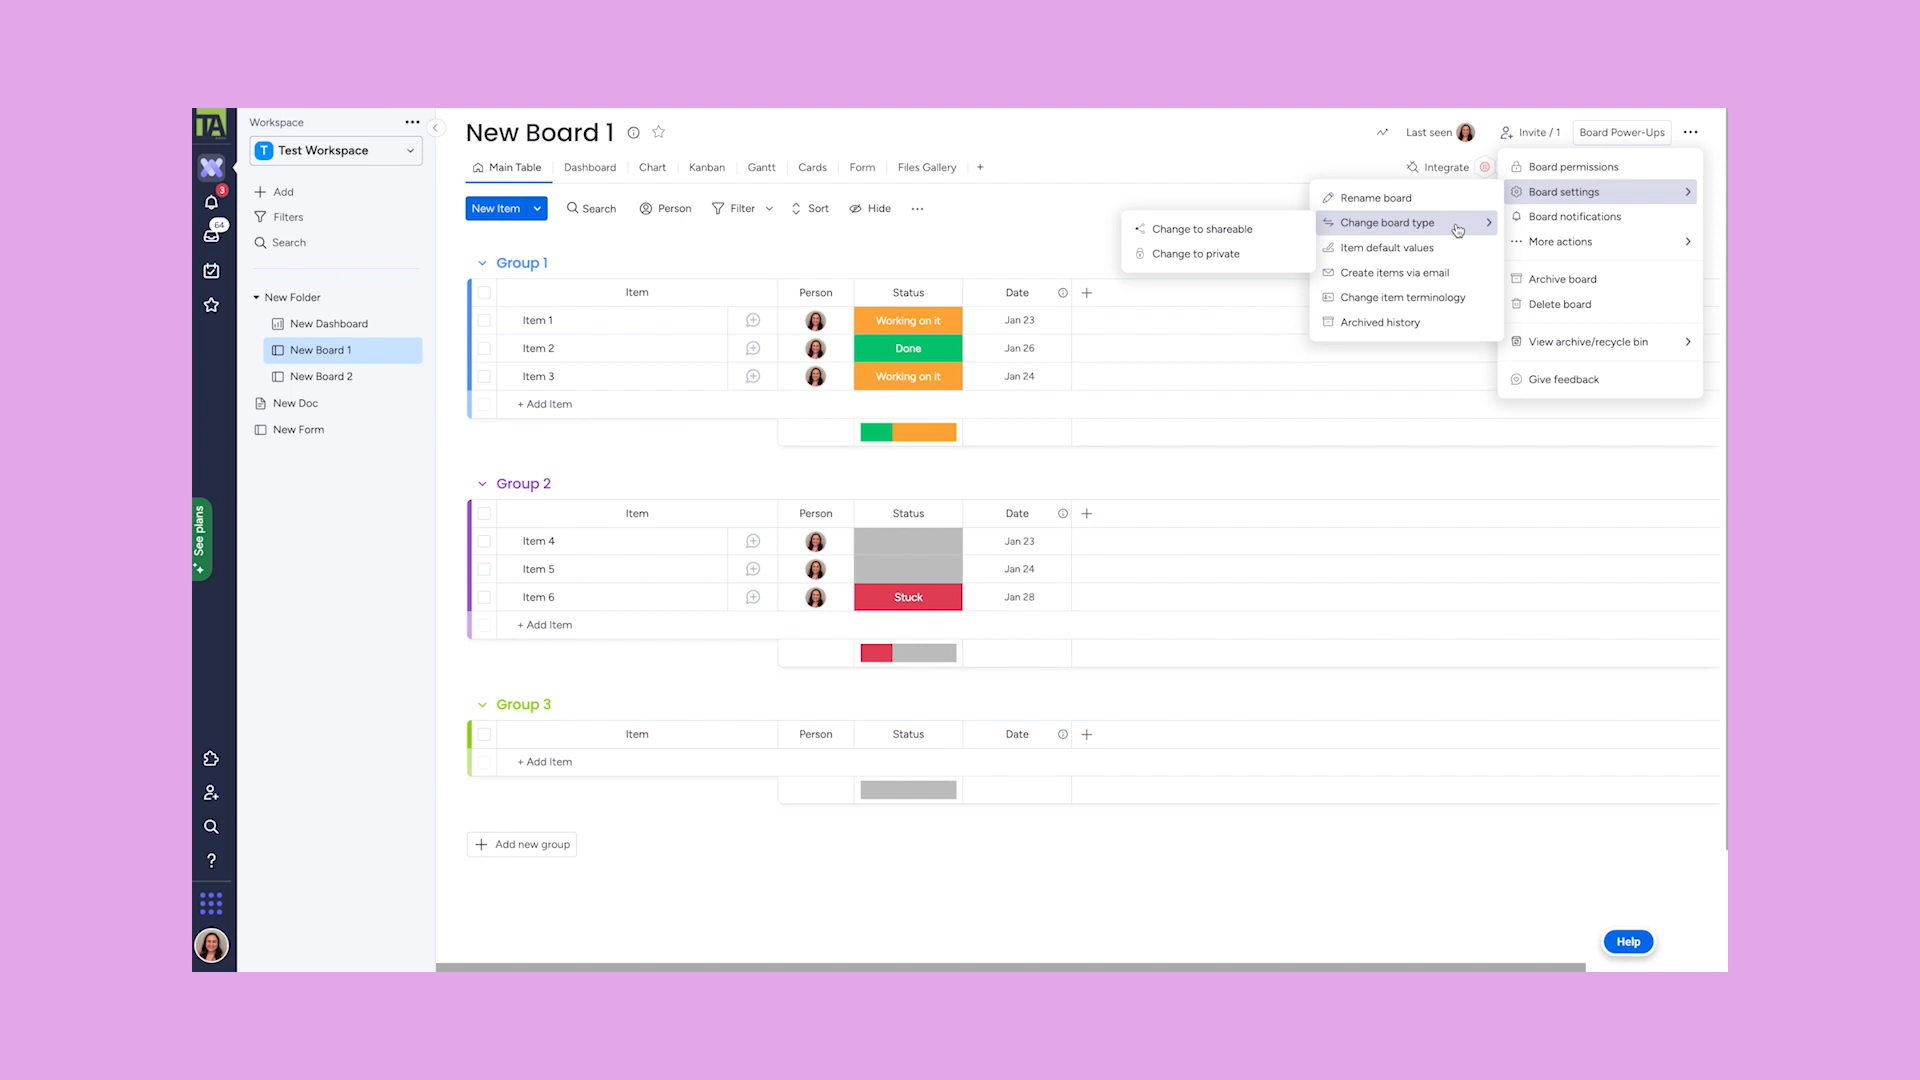 TA
3
64
See plans
Workspace
T Test Workspace
Add
Filters
Search
New Folder
New Dashboard
New Board 1
New Board 2
New Doc
New Form
New Board 1
Last seen
Invite / 1
Board Power-Ups
Main Table
Dashboard
Chart
Kanban
Gantt
Cards
Form
Files Gallery
+
Integrate
New Item
Search
Person
Filter
Sort
Hide
Board permissions
Board settings
Board notifications
More actions
Archive board
Delete board
View archive/recycle bin
Give feedback
Rename board
Change board type
Item default values
Create items via email
Change item terminology
Archived history
Change to shareable
Change to private
Group 1
Item Person Status Date
Item 1 Working on it Jan 23
Item 2 Done Jan 26
Item 3 Working on it Jan 24
+ Add Item
Group 2
Item Person Status Date
Item 4 Jan 23
Item 5 Jan 24
Item 6 Stuck Jan 28
+ Add Item
Group 3
Item Person Status Date
+ Add Item
Add new group
?
Help